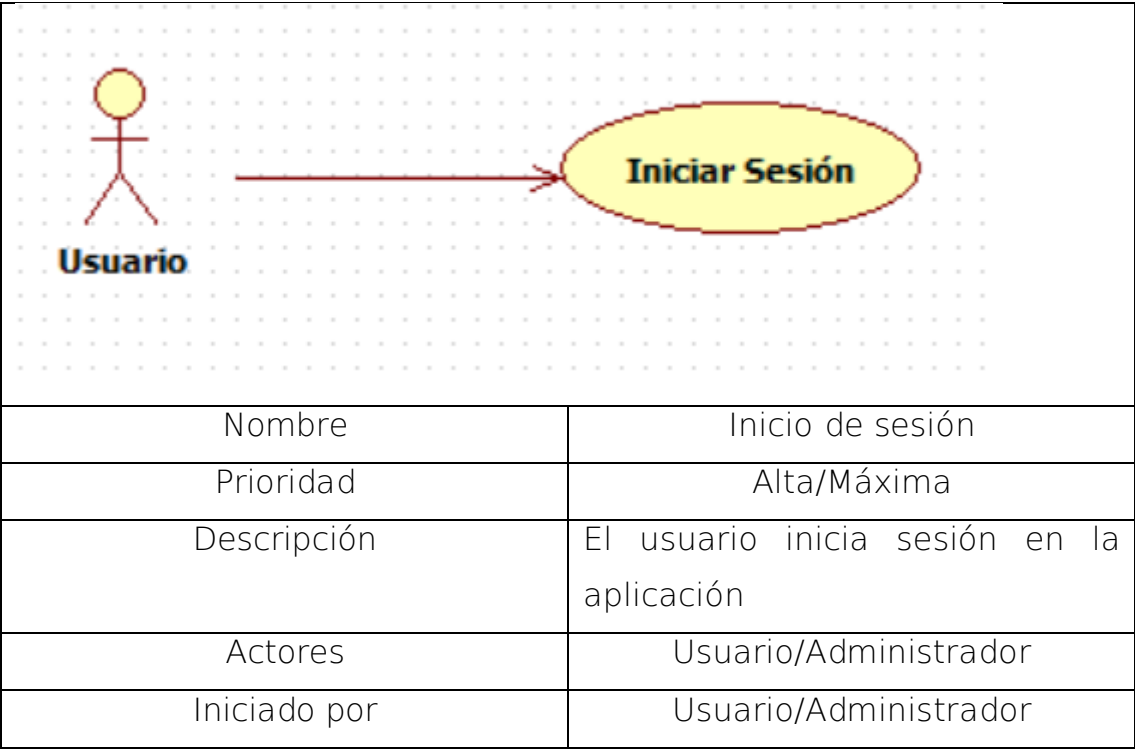 Iniciar Sesión
Usuario
Nombre
Inicio de sesión
Prioridad
Alta/Máxima
Descripción
El usuario inicia sesión en la
aplicación
Actores
Usuario/Administrador
Iniciado por
Usuario/Administrador